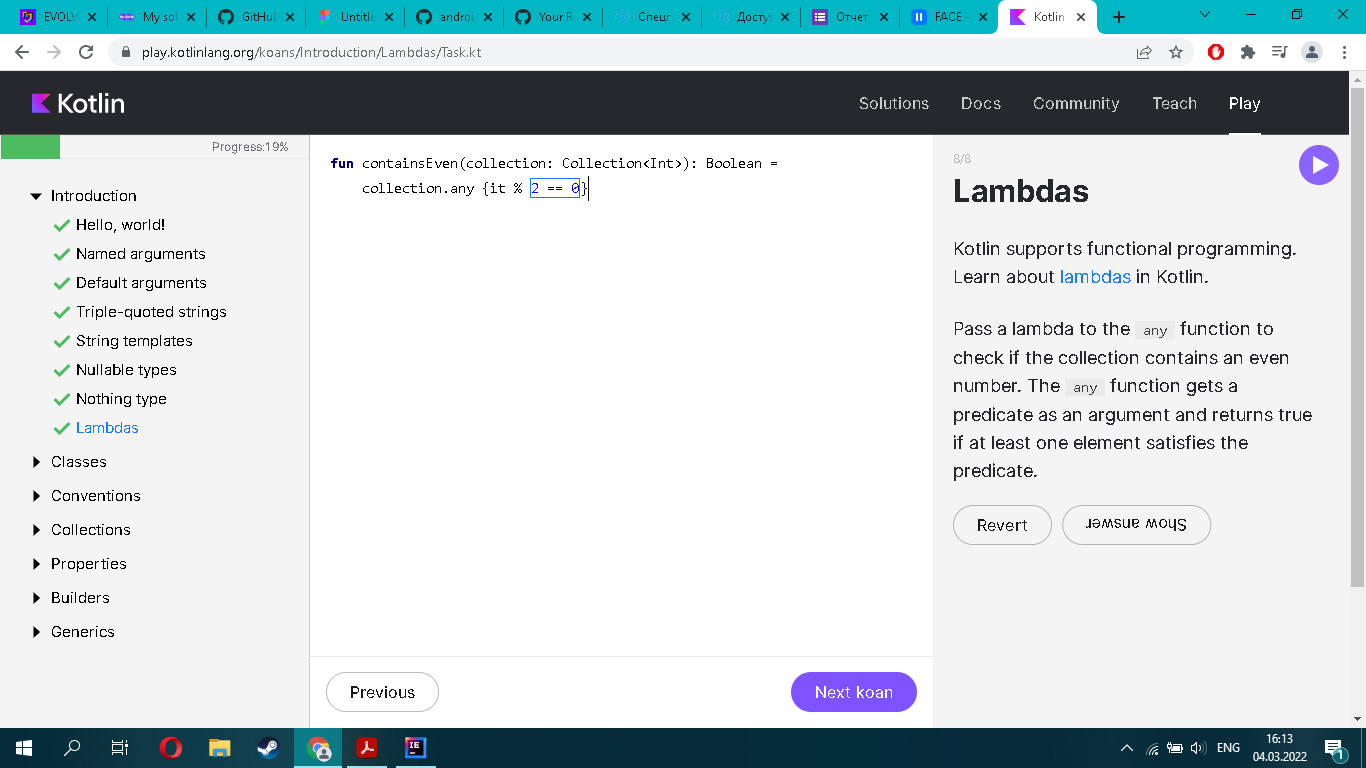 EVOLV
My sol
GitHub
Untitle
androi
Your R
Спецг
Доступ
Отчет
FACE –
Kotlin
play.kotlinlang.org/koans/Introduction/Lambdas/Task.kt
Kotlin
Solutions
Docs
Community
Teach
Play
Progress:19%
Introduction
Hello, world!
Named arguments
Default arguments
Triple-quoted strings
String templates
Nullable types
Nothing type
Lambdas
Classes
Conventions
Collections
Properties
Builders
Generics
fun containsEven(collection: Collection<Int>): Boolean =
collection.any {it % 2 == 0}
Previous
Next koan
8/8
Lambdas
Kotlin supports functional programming.
Learn about lambdas in Kotlin.
Pass a lambda to the any function to
check if the collection contains an even
number. The any function gets a
predicate as an argument and returns true
if at least one element satisfies the
predicate.
Revert
Show answer
IE
ENG
16:13
04.03.2022
1